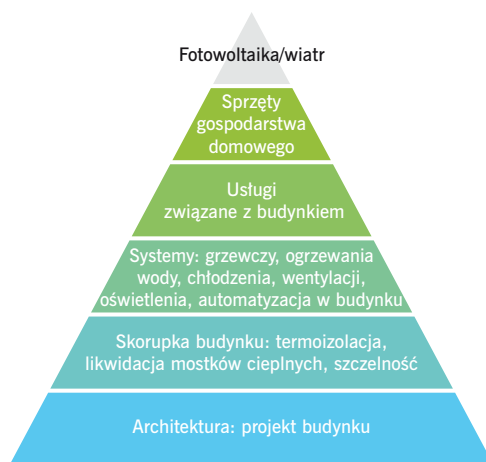 Fotowoltaika/wiatr
Sprzęty
gospodarstwa
domowego
Usługi
związane z budynkiem
Systemy: grzewczy, ogrzewania
wody, chłodzenia, wentylacji,
oświetlenia, automatyzacja w budynku
Skorupka budynku: termoizolacja,
likwidacja mostków cieplnych, szczelność
Architektura: projekt budynku